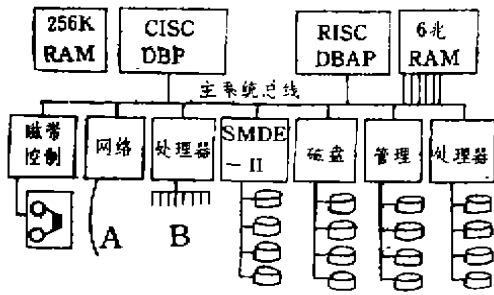 256K
RAM
CISC
DBP
RISC
DBAP
6兆
RAM
主系统总线
磁带
控制
网络
处理器
SMDE
-II
磁盘
管理
处理器
A
B